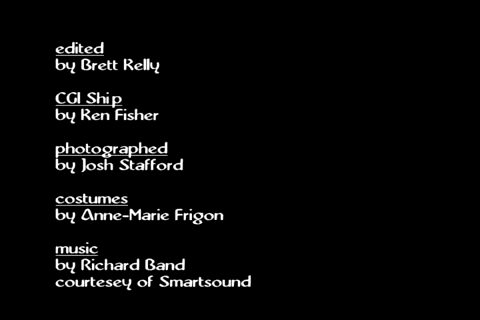 edited
by Brett Relly
CGI Ship
by Ren Fisher
photographed
by Josh Stafford
costumes
by Anne-Marie Frigon
music
by Richard Band
courtesey of Smartsound